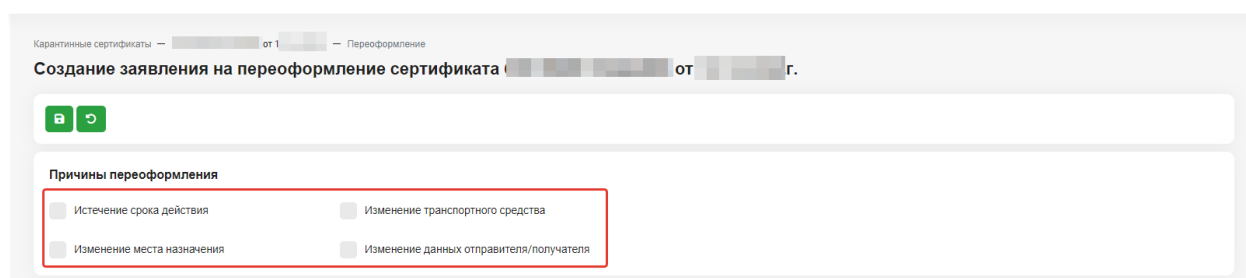 Карантинные сертификаты — от 1 — Переоформление
Создание заявления на переоформление сертификата от г.
Причины переоформления
Истечение срока действия Изменение транспортного средства
Изменение места назначения Изменение данных отправителя/получателя